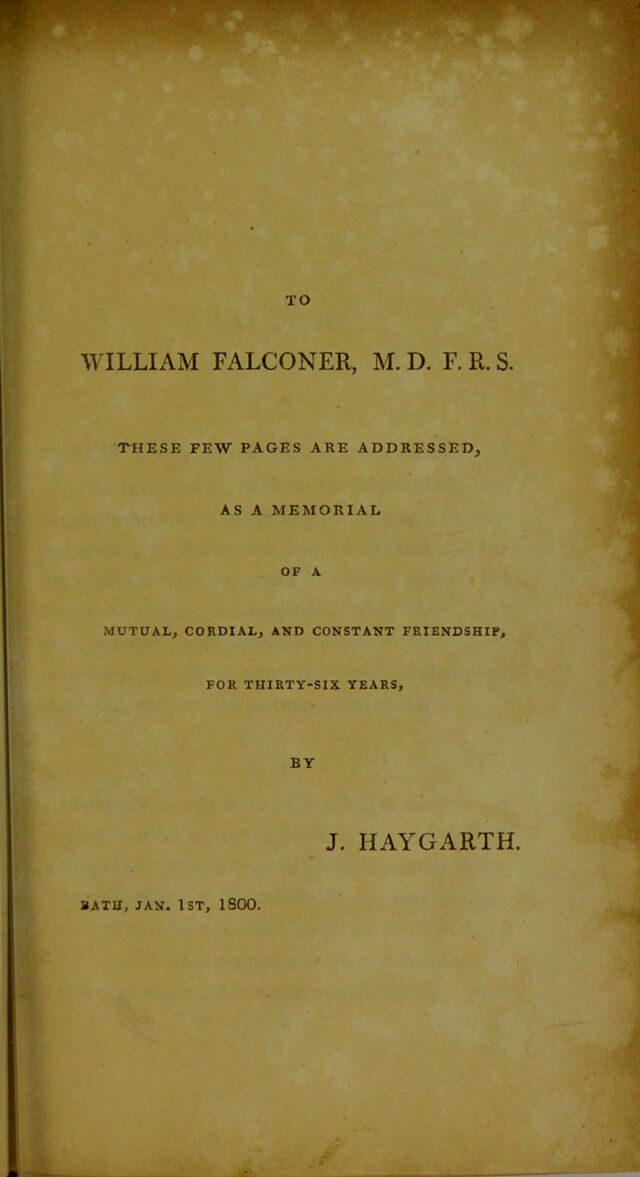 TO
WILLIAM FALCONER, M. D. F. R. S.
THESE FEW PAGES ARE ADDRESSED,
AS A MEMORIAL
OF A
MUTUAL, CORDIAL, AND CONSTANT FRIENDSHIP,
FOR THIRTY-SIX YEARS,
BY
J. HAYGARTH.
BATH, JAN. 1ST, 1800.